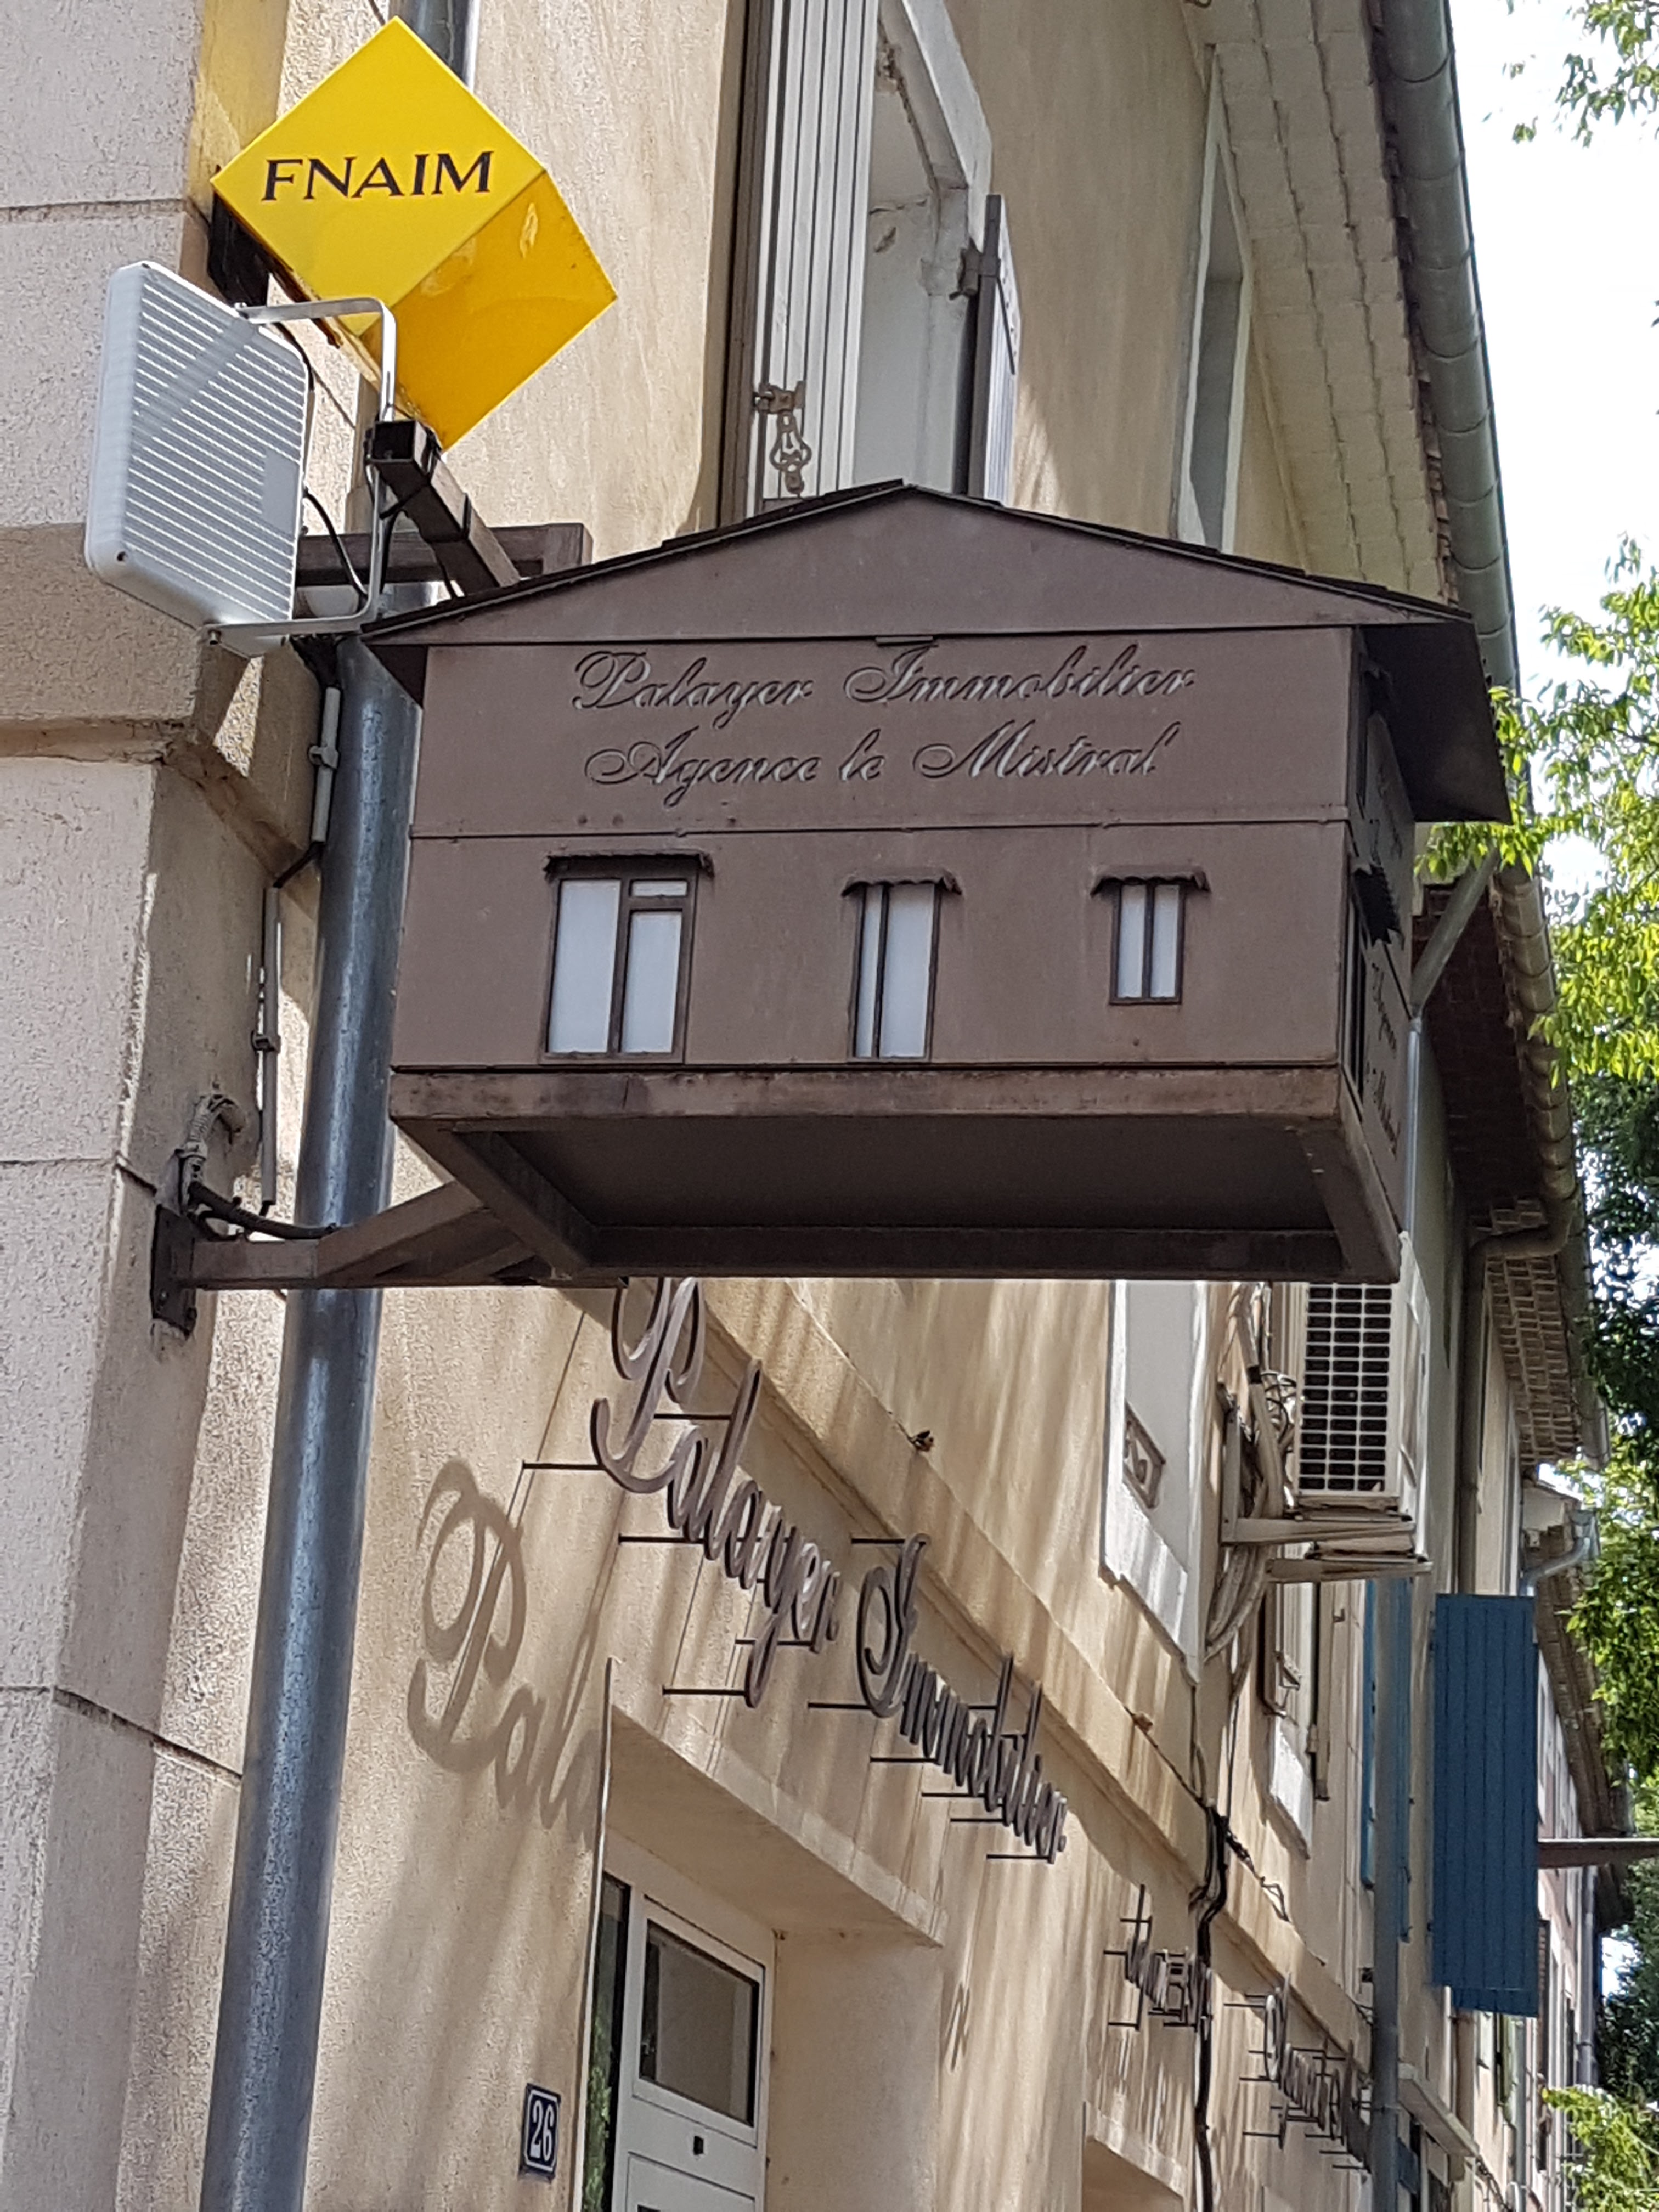 FNAIM
Palayer Immobilier
Agence le Mistral
Palayer Immobilier
26